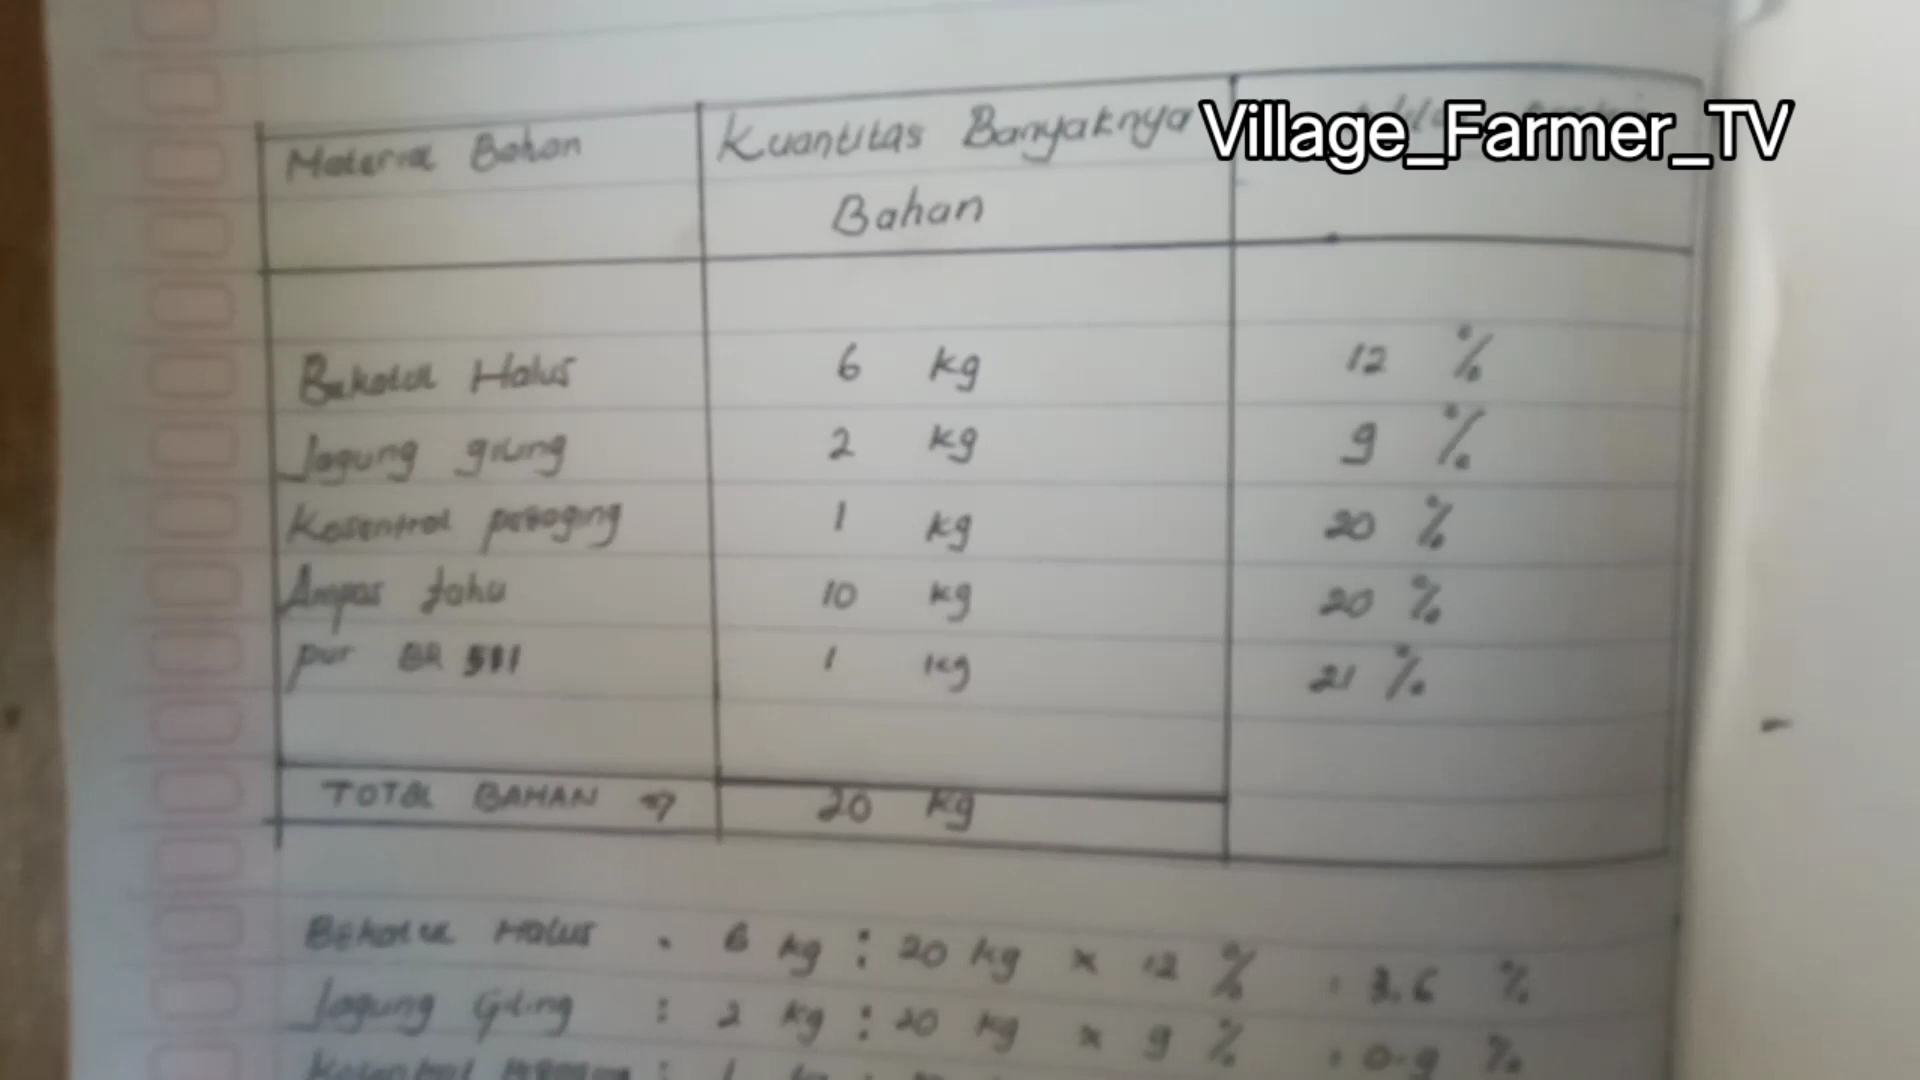 Material Bahan Kuantitas Banyaknya Village_Farmer_TV
Bahan
Bekatul Halus 6 kg 12 %
Jagung giling 2 kg 9 %
Kosentrat pedaging 1 kg 20 %
Ampas tahu 10 kg 20 %
pur BR 511 1 kg 21 %
TOTAL BAHAN 20 kg
Bekatul Halus : 6 kg : 20 kg x 12 % : 3.6 %
Jagung Giling : 2 kg : 20 kg x 9 % : 0.9 %